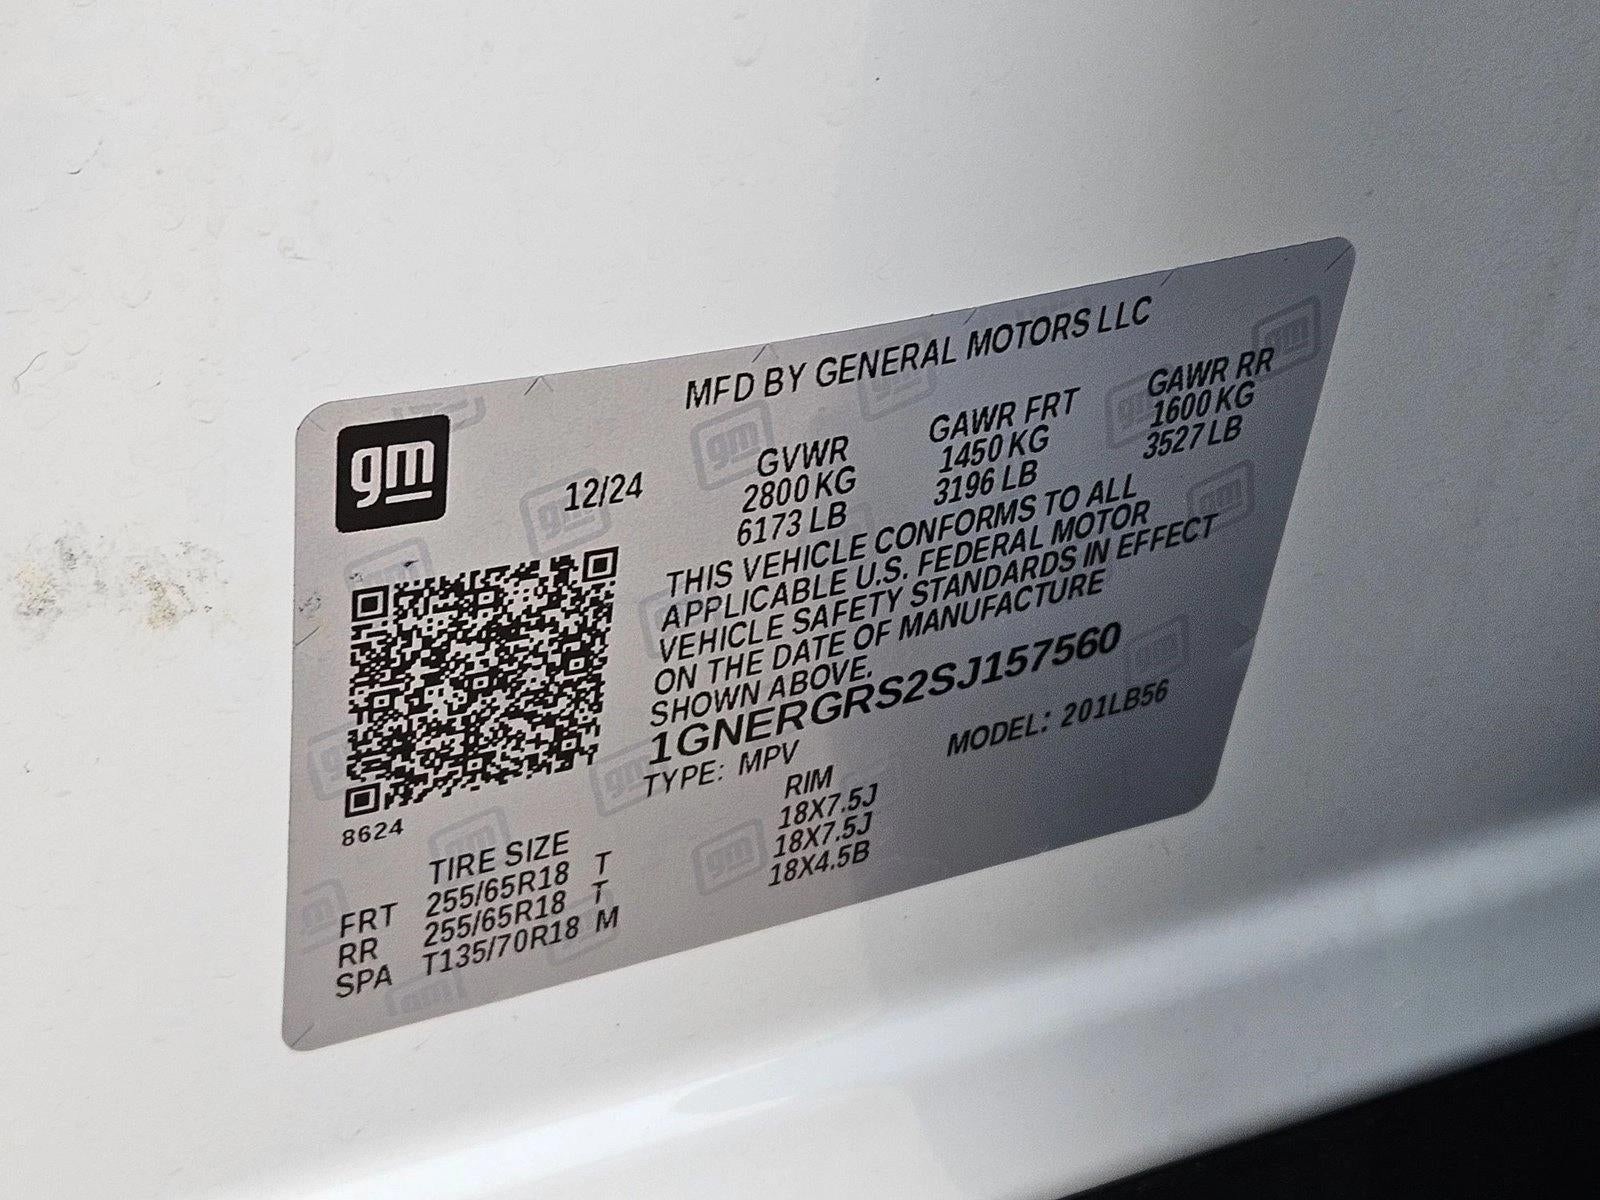 MFD BY GENERAL MOTORS LLC
gm
12/24
GVWR GAWR FRT GAWR RR
2800 KG 1450 KG 1600 KG
6173 LB 3196 LB 3527 LB
THIS VEHICLE CONFORMS TO ALL
APPLICABLE U.S. FEDERAL MOTOR
VEHICLE SAFETY STANDARDS IN EFFECT
ON THE DATE OF MANUFACTURE
SHOWN ABOVE.
1GNERGRS2SJ157560
TYPE: MPV MODEL: 201LB56
8624
TIRE SIZE RIM
FRT 255/65R18 T 18X7.5J
RR 255/65R18 T 18X7.5J
SPA T135/70R18 M 18X4.5B